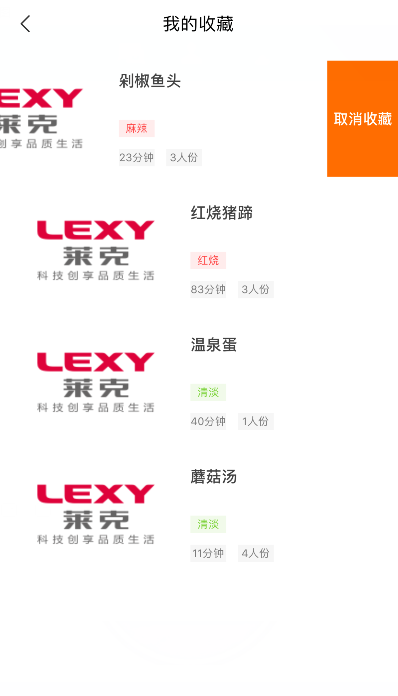 我的收藏
剁椒鱼头
EXY
莱克
创享品质生活
麻辣
23分钟 3人份
取消收藏
红烧猪蹄
LEXY
莱克
科技创享品质生活
红烧
83分钟 3人份
温泉蛋
LEXY
莱克
科技创享品质生活
清淡
40分钟 1人份
蘑菇汤
LEXY
莱克
科技创享品质生活
清淡
11分钟 4人份